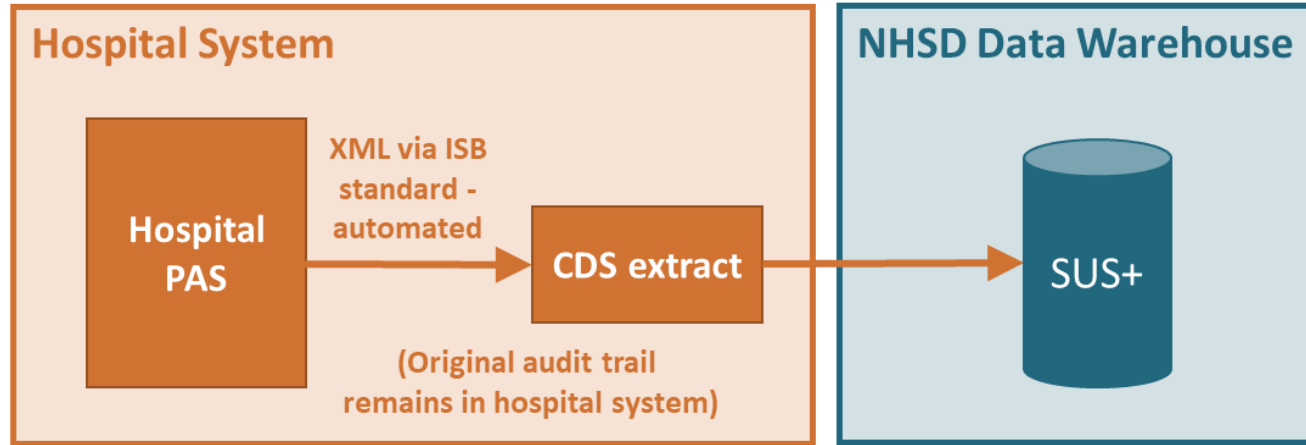 Hospital System
NHSD Data Warehouse
Hospital
PAS
XML via ISB
standard -
automated
CDS extract
(Original audit trail
remains in hospital system)
SUS+